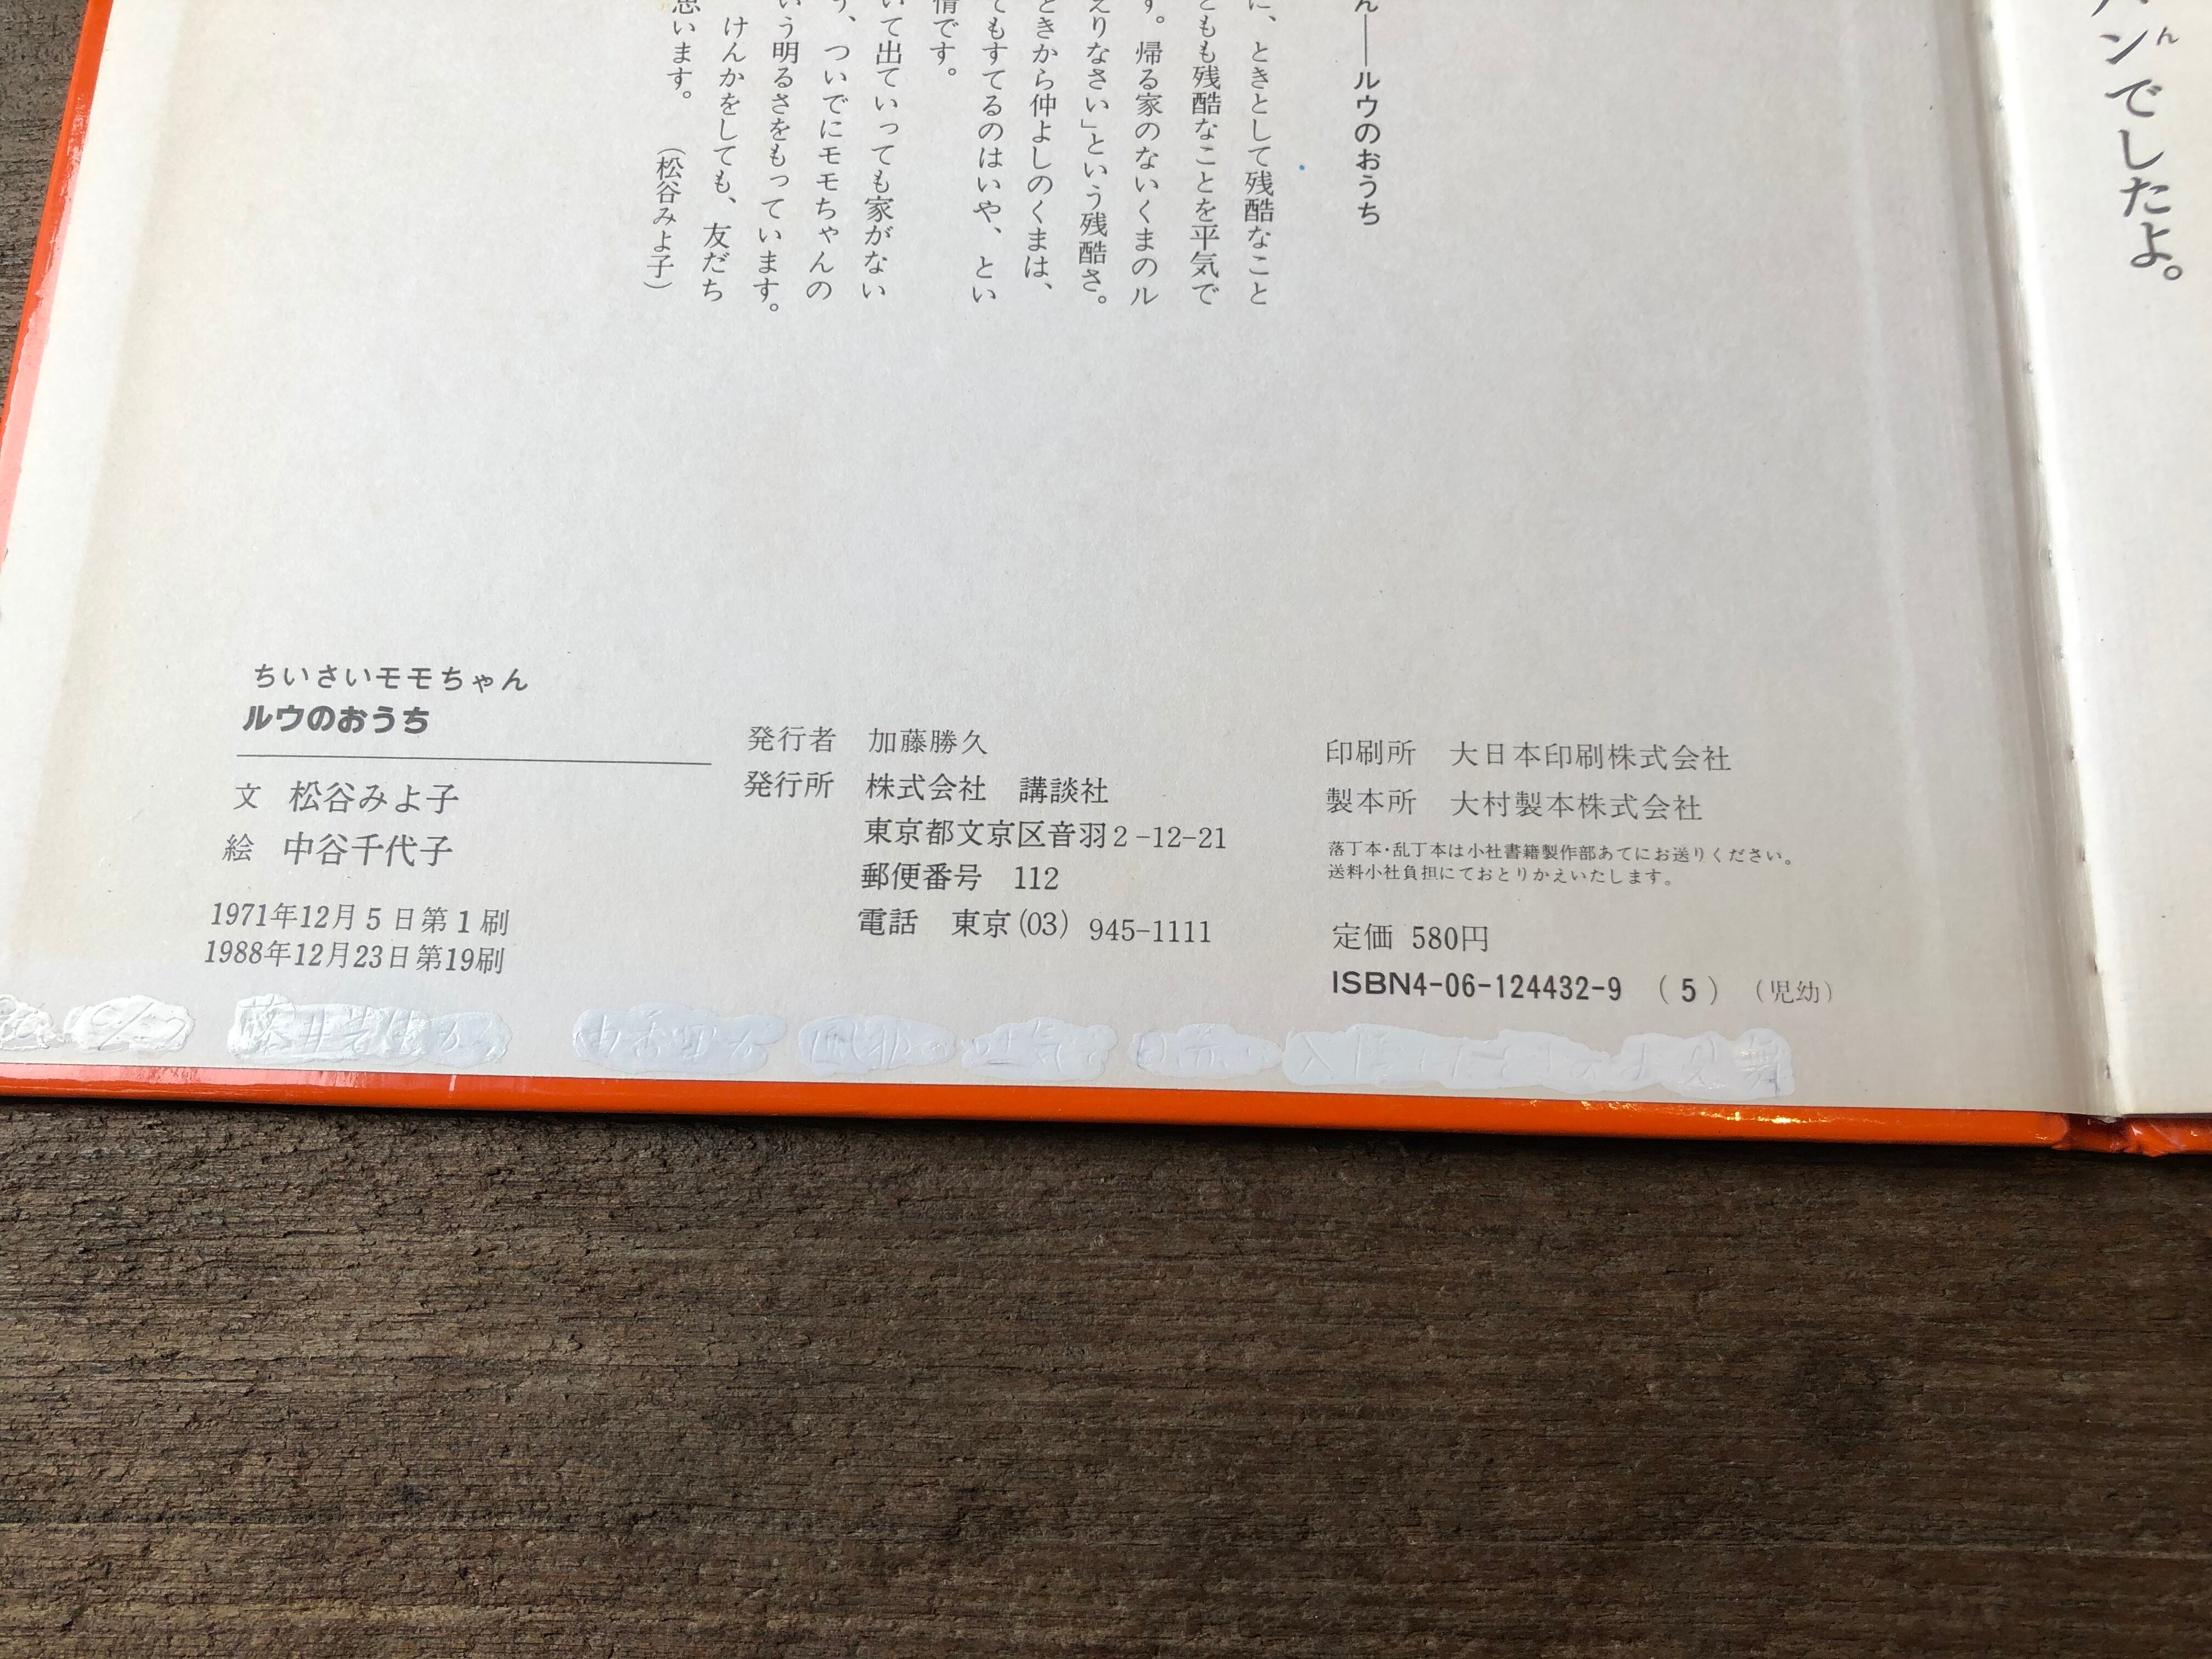 ンでしたよ。
ん
ん――ルウのおうち
に、ときとして残酷なこと
ともも残酷なことを平気で
す。帰る家のないくまのル
えりなさい」という残酷さ。
ときから仲よしのくまは、
てもすてるのはいや、とい
情です。
いて出ていっても家がない
う、ついでにモモちゃんの
いう明るさをもっています。
けんかをしても、友だち
思います。
（松谷みよ子）
ちいさいモモちゃん
ルウのおうち
文 松谷みよ子
絵 中谷千代子
1971年12月5日第1刷
1988年12月23日第19刷
発行者 加藤勝久
発行所 株式会社 講談社
東京都文京区音羽2-12-21
郵便番号 112
電話 東京(03) 945-1111
印刷所 大日本印刷株式会社
製本所 大村製本株式会社
落丁本・乱丁本は小社書籍製作部あてにお送りください。
送料小社負担にておとりかえいたします。
定価 580円
ISBN4-06-124432-9 (5) (児幼)